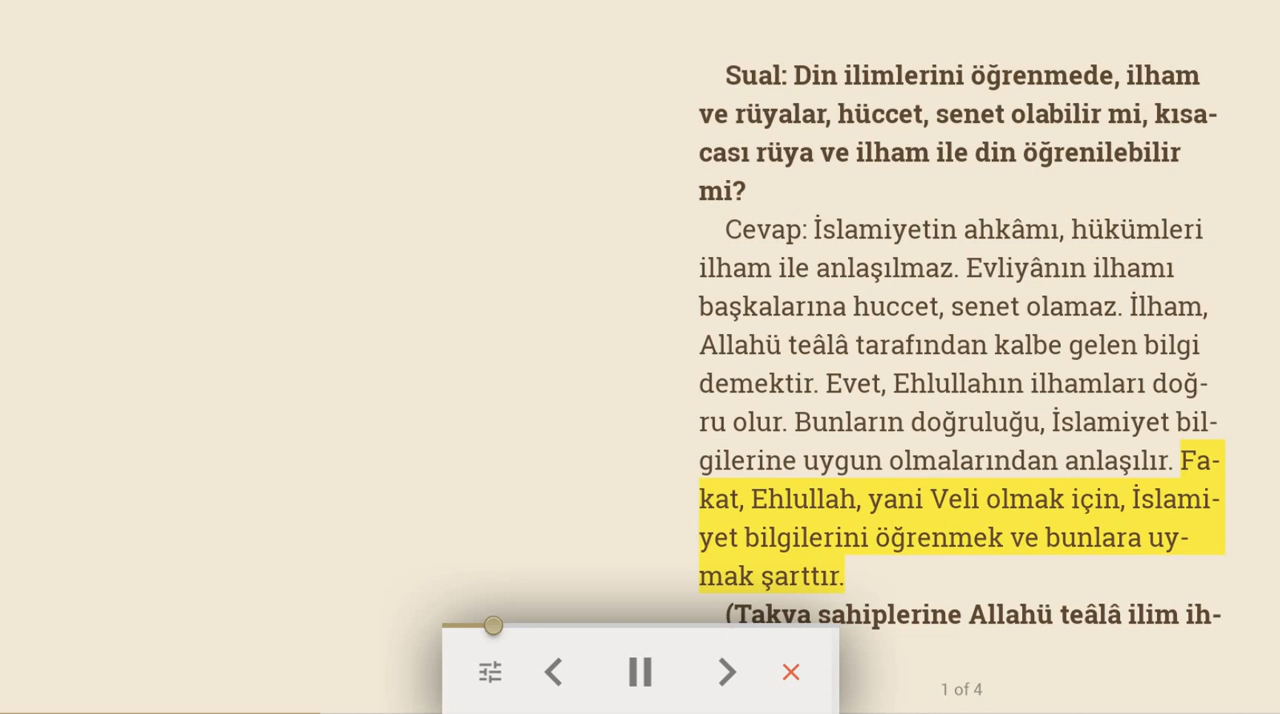 Sual: Din ilimlerini öğrenmede, ilham
ve rüyalar, hüccet, senet olabilir mi, kısa-
cası rüya ve ilham ile din öğrenilebilir
mi?
Cevap: İslamiyetin ahkâmı, hükümleri
ilham ile anlaşılmaz. Evliyânın ilhamı
başkalarına huccet, senet olamaz. İlham,
Allahü teâlâ tarafından kalbe gelen bilgi
demektir. Evet, Ehlullahın ilhamları doğ-
ru olur. Bunların doğruluğu, İslamiyet bil-
gilerine uygun olmalarından anlaşılır. Fa-
kat, Ehlullah, yani Veli olmak için, İslami-
yet bilgilerini öğrenmek ve bunlara uy-
mak şarttır.
(Takva sahiplerine Allahü teâlâ ilim ih-
1 of 4